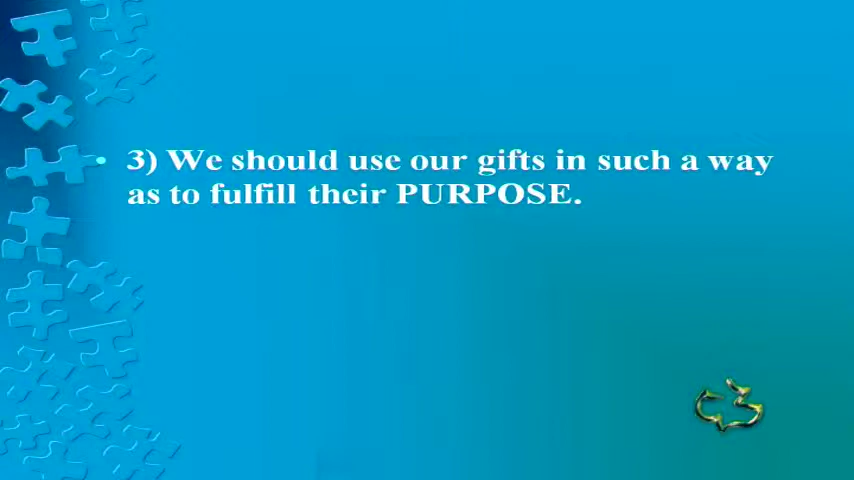 • 3) We should use our gifts in such a way
as to fulfill their PURPOSE.